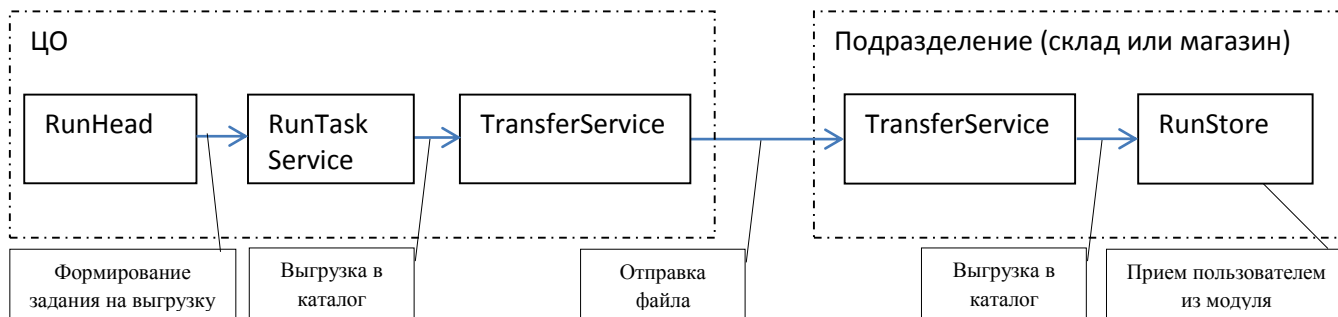 ЦО
Подразделение (склад или магазин)
RunHead
RunTask
Service
TransferService
TransferService
RunStore
Формирование
задания на выгрузку
Выгрузка в
каталог
Отправка
файла
Выгрузка в
каталог
Прием пользователем
из модуля